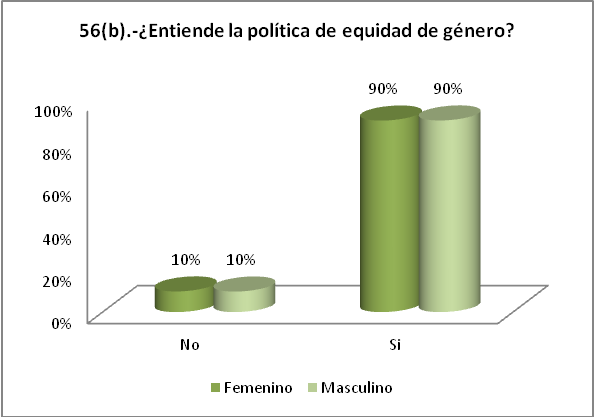 56(b).-¿Entiende la política de equidad de género?
90% 90%
100%
80%
60%
40%
10% 10%
20%
0%
No Si
Femenino Masculino